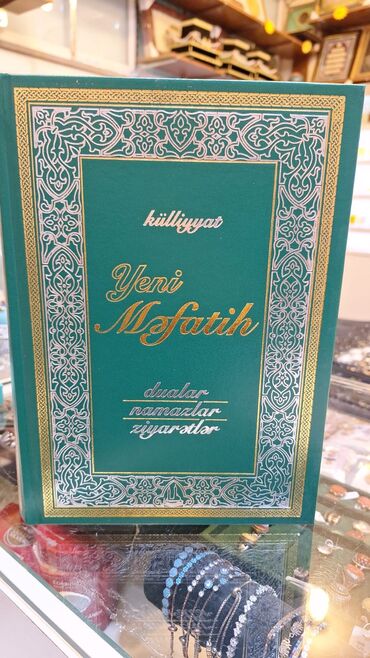 külliyyat
Yeni
Məfatih
dualar
namazlar
ziyarətlər